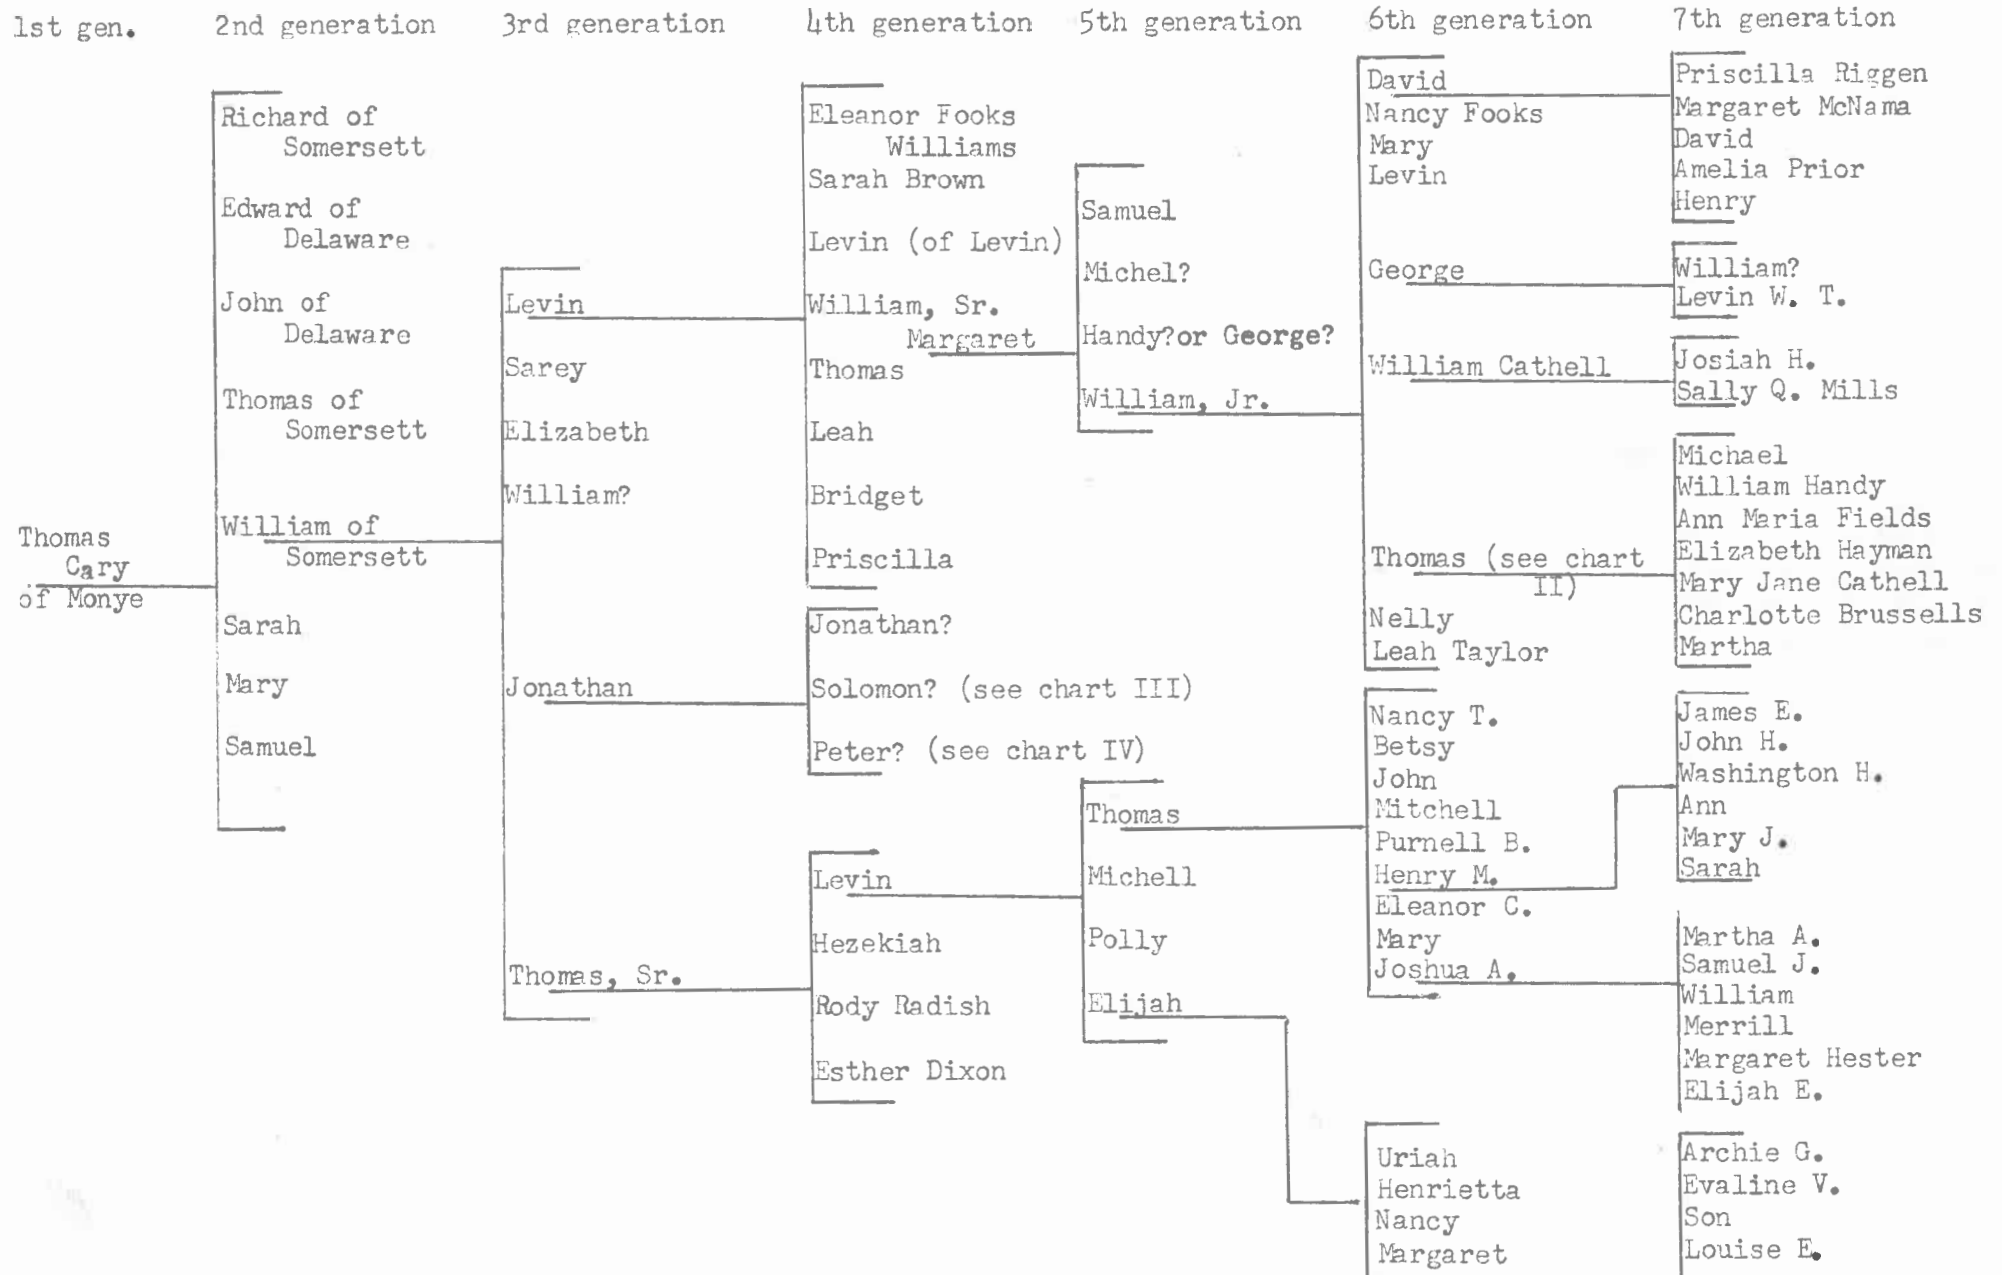 1st gen.
2nd generation
3rd generation
4th generation
5th generation
6th generation
7th generation
Thomas
Cary
of Monye
Richard of
Somersett
Edward of
Delaware
John of
Delaware
Thomas of
Somersett
William of
Somersett
Sarah
Mary
Samuel
Levin
Sarey
Elizabeth
William?
Jonathan
Thomas, Sr.
Eleanor Fooks
Williams
Sarah Brown
Levin (of Levin)
William, Sr.
Margaret
Thomas
Leah
Bridget
Priscilla
Jonathan?
Solomon? (see chart III)
Peter? (see chart IV)
Levin
Hezekiah
Rody Radish
Esther Dixon
Samuel
Michel?
Handy?or George?
William, Jr.
Thomas
Michell
Polly
Elijah
David
Nancy Fooks
Mary
Levin
George
William Cathell
Thomas (see chart
II)
Nelly
Leah Taylor
Nancy T.
Betsy
John
Mitchell
Purnell B.
Henry M.
Eleanor C.
Mary
Joshua A.
Uriah
Henrietta
Nancy
Margaret
Priscilla Riggen
Margaret McNama
David
Amelia Prior
Henry
William?
Levin W. T.
Josiah H.
Sally Q. Mills
Michael
William Handy
Ann Maria Fields
Elizabeth Hayman
Mary Jane Cathell
Charlotte Brussells
Martha
James E.
John H.
Washington H.
Ann
Mary J.
Sarah
Martha A.
Samuel J.
William
Merrill
Margaret Hester
Elijah E.
Archie G.
Evaline V.
Son
Louise E.